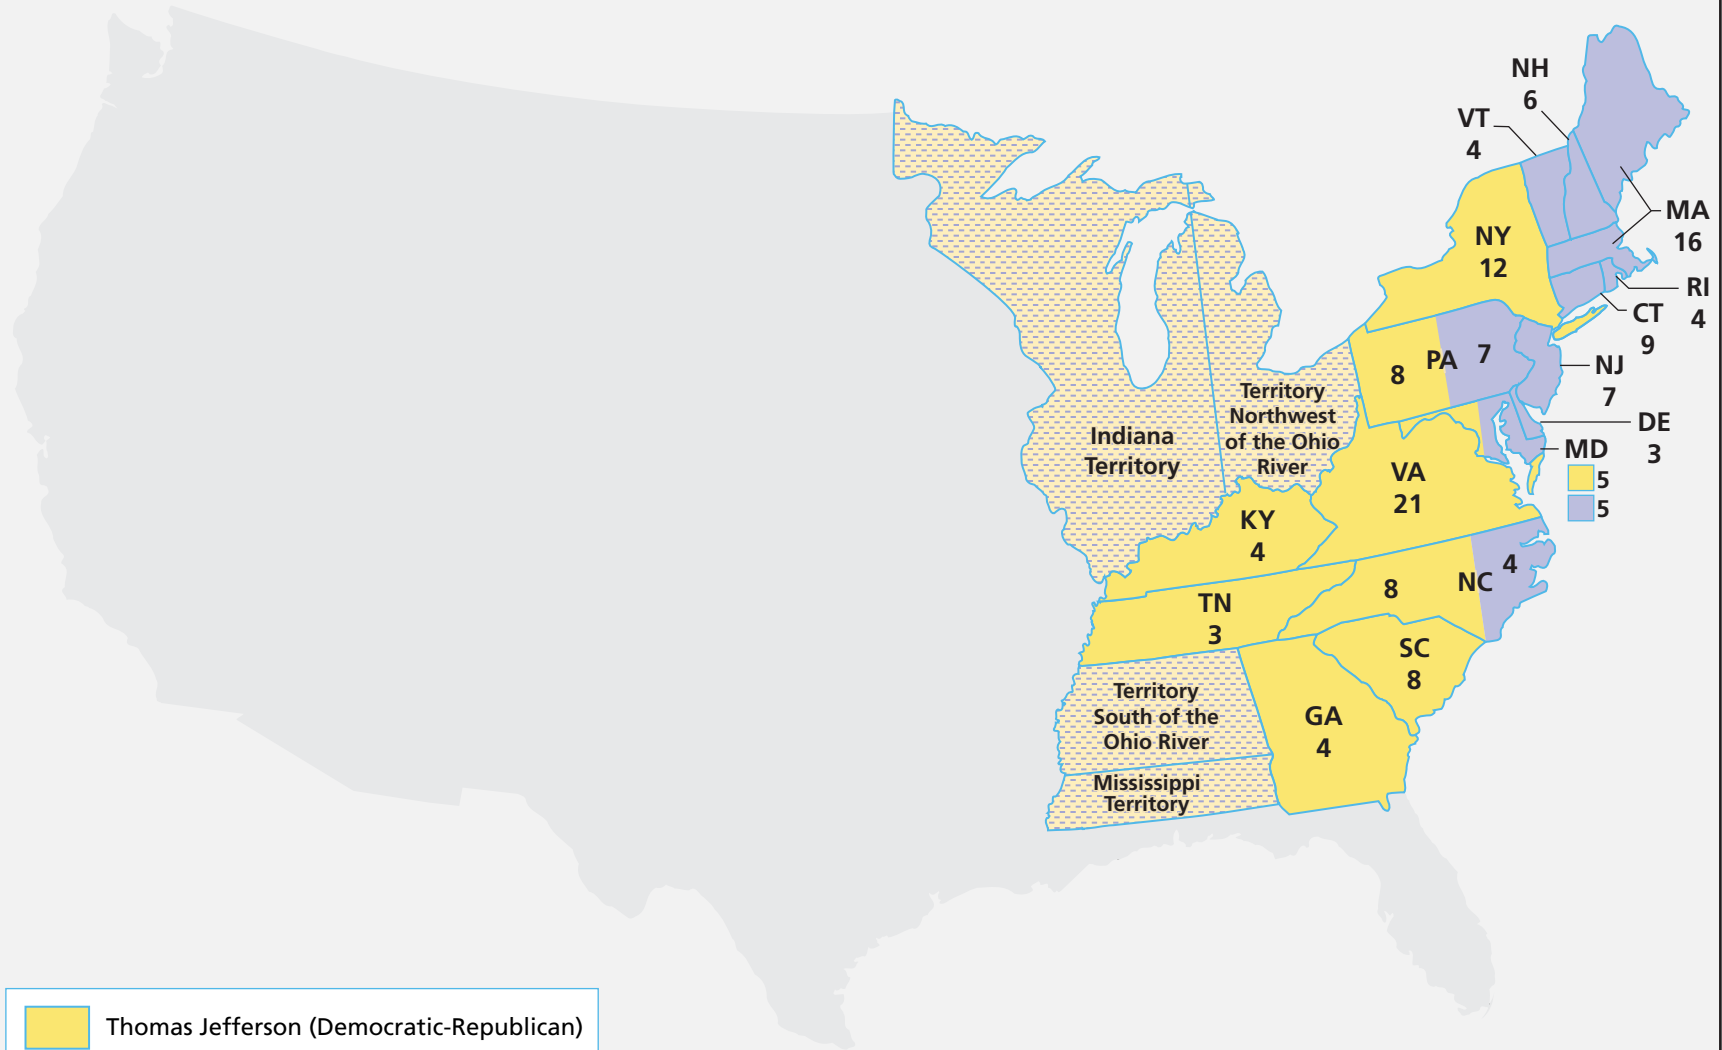 NH
6
VT
4
MA
16
NY
12
RI
4
CT
9
8 PA 7
NJ
7
DE
3
MD
5
5
Territory
Northwest
of the Ohio
River
Indiana
Territory
VA
21
KY
4
8 NC 4
TN
3
SC
8
Territory
South of the
Ohio River
GA
4
Mississippi
Territory
Thomas Jefferson (Democratic-Republican)